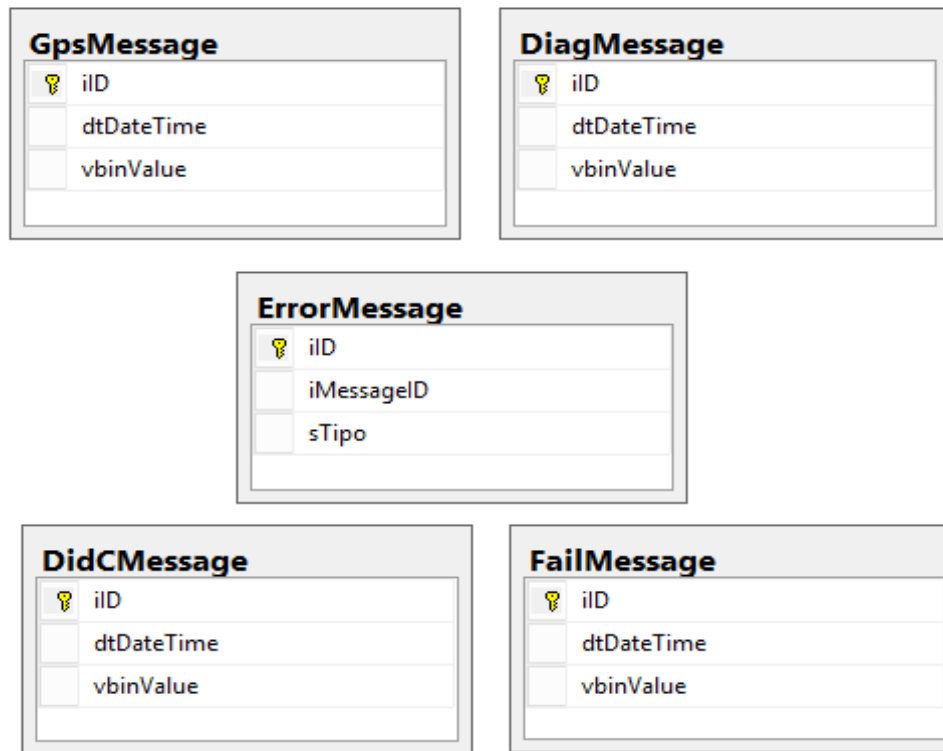 GpsMessage
iID
dtDateTime
vbinValue
DiagMessage
iID
dtDateTime
vbinValue
ErrorMessage
iID
iMessageID
sTipo
DidCMessage
iID
dtDateTime
vbinValue
FailMessage
iID
dtDateTime
vbinValue